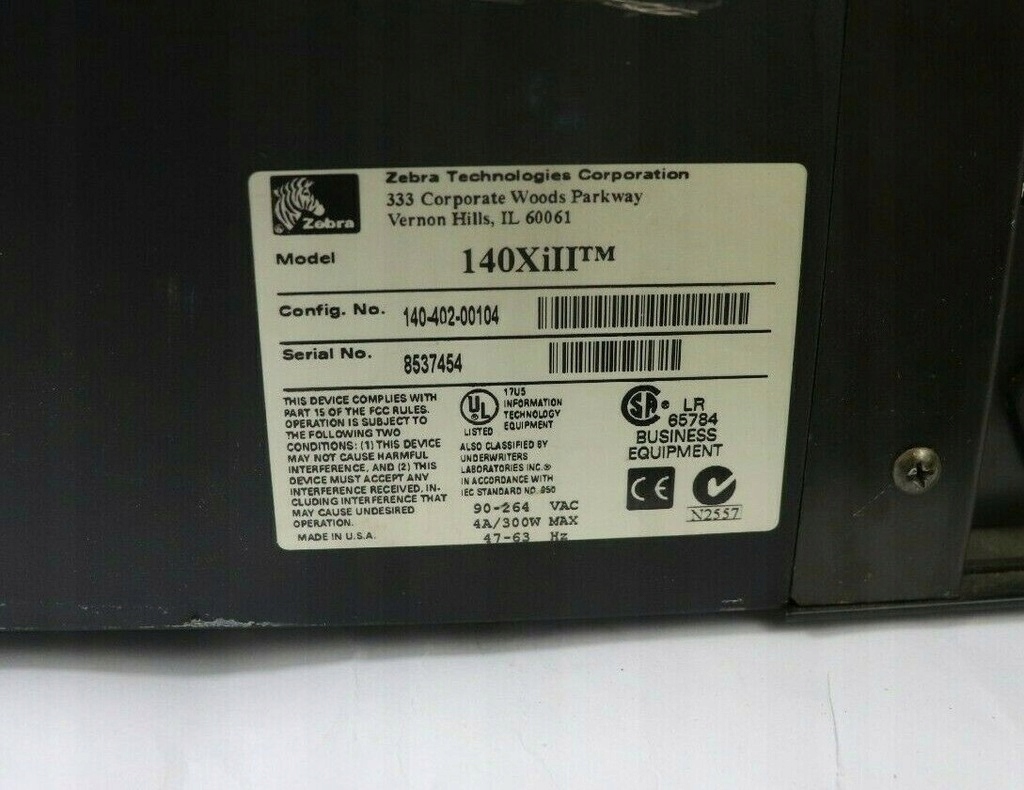 Zebra Technologies Corporation
333 Corporate Woods Parkway
Vernon Hills, IL 60061
Zebra
Model 140XiII™
Config. No. 140-402-00104
Serial No. 8537454
THIS DEVICE COMPLIES WITH
PART 15 OF THE FCC RULES.
OPERATION IS SUBJECT TO
THE FOLLOWING TWO
CONDITIONS: (1) THIS DEVICE
MAY NOT CAUSE HARMFUL
INTERFERENCE, AND (2) THIS
DEVICE MUST ACCEPT ANY
INTERFERENCE RECEIVED, IN-
CLUDING INTERFERENCE THAT
MAY CAUSE UNDESIRED
OPERATION.
MADE IN U.S.A.
UL
LISTED
17U5
INFORMATION
TECHNOLOGY
EQUIPMENT
ALSO CLASSIFIED BY
UNDERWRITERS
LABORATORIES INC.®
IN ACCORDANCE WITH
IEC STANDARD NO. 950
90-264 VAC
4A/300W MAX
47-63 Hz
SA® LR
65784
BUSINESS
EQUIPMENT
CE
N2557